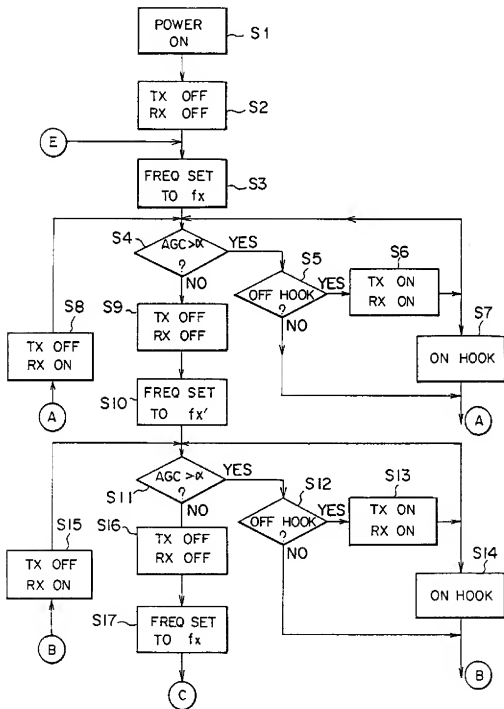 POWER
ON
S1
TX OFF
RX OFF
S2
E
FREQ SET
TO fx
S3
S4
AGC>α
?
YES
NO
S5
OFF HOOK
?
YES
NO
S6
TX ON
RX ON
S7
ON HOOK
A
S8
TX OFF
RX ON
A
S9
TX OFF
RX OFF
S10
FREQ SET
TO fx'
S11
AGC>α
?
YES
NO
S12
OFF HOOK
?
YES
NO
S13
TX ON
RX ON
S14
ON HOOK
B
S15
TX OFF
RX ON
B
S16
TX OFF
RX OFF
S17
FREQ SET
TO fx
C